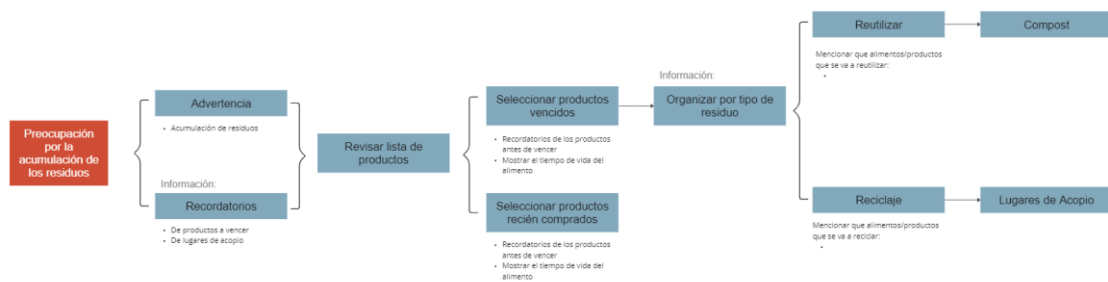 Preocupación
por la
acumulación de
los residuos
Advertencia
• Acumulación de residuos
Información:
Recordatorios
• De productos a vencer
• De lugares de acopio
Revisar lista de
productos
Seleccionar productos
vencidos
• Recordatorios de los productos
antes de vencer
• Mostrar el tiempo de vida del
alimento
Seleccionar productos
recién comprados
• Recordatorios de los productos
antes de vencer
• Mostrar el tiempo de vida del
alimento
Información:
Organizar por tipo de
residuo
Reutilizar
Mencionar que alimentos/productos
que se va a reutilizar:
•
Compost
Reciclaje
Mencionar que alimentos/productos
que se va a reciclar:
•
Lugares de Acopio